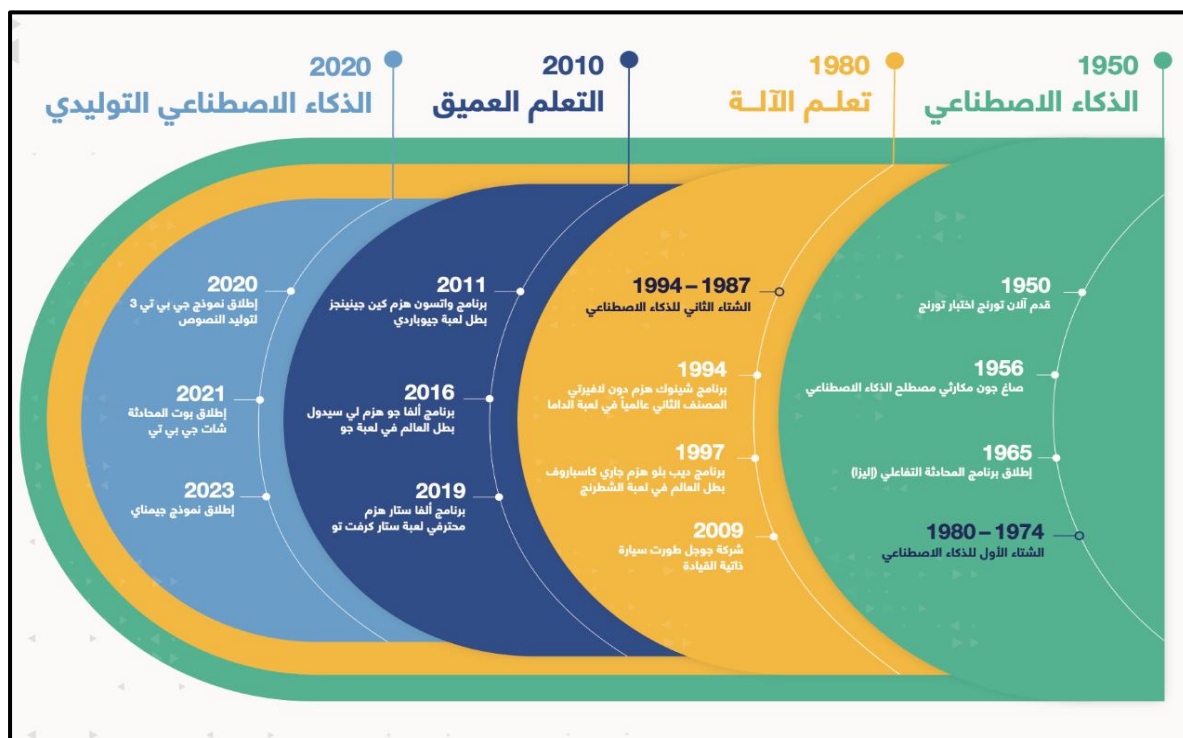 1950
الذكاء الاصطناعي
1980
تعلم الآلة
2010
التعلم العميق
2020
الذكاء الاصطناعي التوليدي
1950
قدم آلان تورنج اختبار تورنج
1956
صاغ جون مكارثي مصطلح الذكاء الاصطناعي
1965
إطلاق برنامج المحادثة التفاعلي (إليزا)
1974 – 1980
الشتاء الأول للذكاء الاصطناعي
1987 – 1994
الشتاء الثاني للذكاء الاصطناعي
1994
برنامج شينوك هزم دون لافيرتي
المصنف الثاني عالمياً في لعبة الداما
1997
برنامج ديب بلو هزم جاري كاسباروف
بطل العالم في لعبة الشطرنج
2009
شركة جوجل طورت سيارة
ذاتية القيادة
2011
برنامج واتسون هزم كين جينينجز
بطل لعبة جيوباردي
2016
برنامج ألفا جو هزم لي سيدول
بطل العالم في لعبة جو
2019
برنامج ألفا ستار هزم
محترفي لعبة ستار كرفت تو
2020
إطلاق نموذج جي بي تي 3
لتوليد النصوص
2021
إطلاق بوت المحادثة
شات جي بي تي
2023
إطلاق نموذج جيمناي